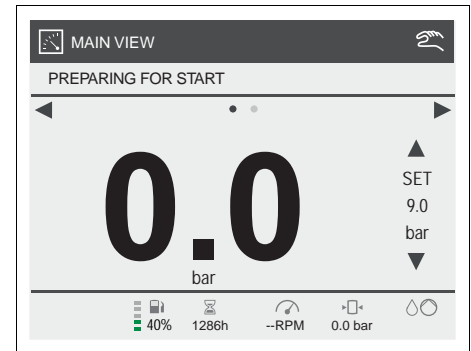 MAIN VIEW
PREPARING FOR START
0.0
bar
SET
9.0
bar
40% 1286h --RPM 0.0 bar